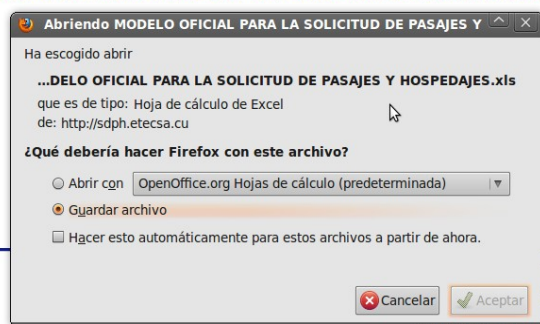 Abriendo MODELO OFICIAL PARA LA SOLICITUD DE PASAJES Y
Ha escogido abrir
...DELO OFICIAL PARA LA SOLICITUD DE PASAJES Y HOSPEDAJES.xls
que es de tipo: Hoja de cálculo de Excel
de: http://sdph.etecsa.cu
¿Qué debería hacer Firefox con este archivo?
Abrir con OpenOffice.org Hojas de cálculo (predeterminada)
Guardar archivo
Hacer esto automáticamente para estos archivos a partir de ahora.
Cancelar Aceptar